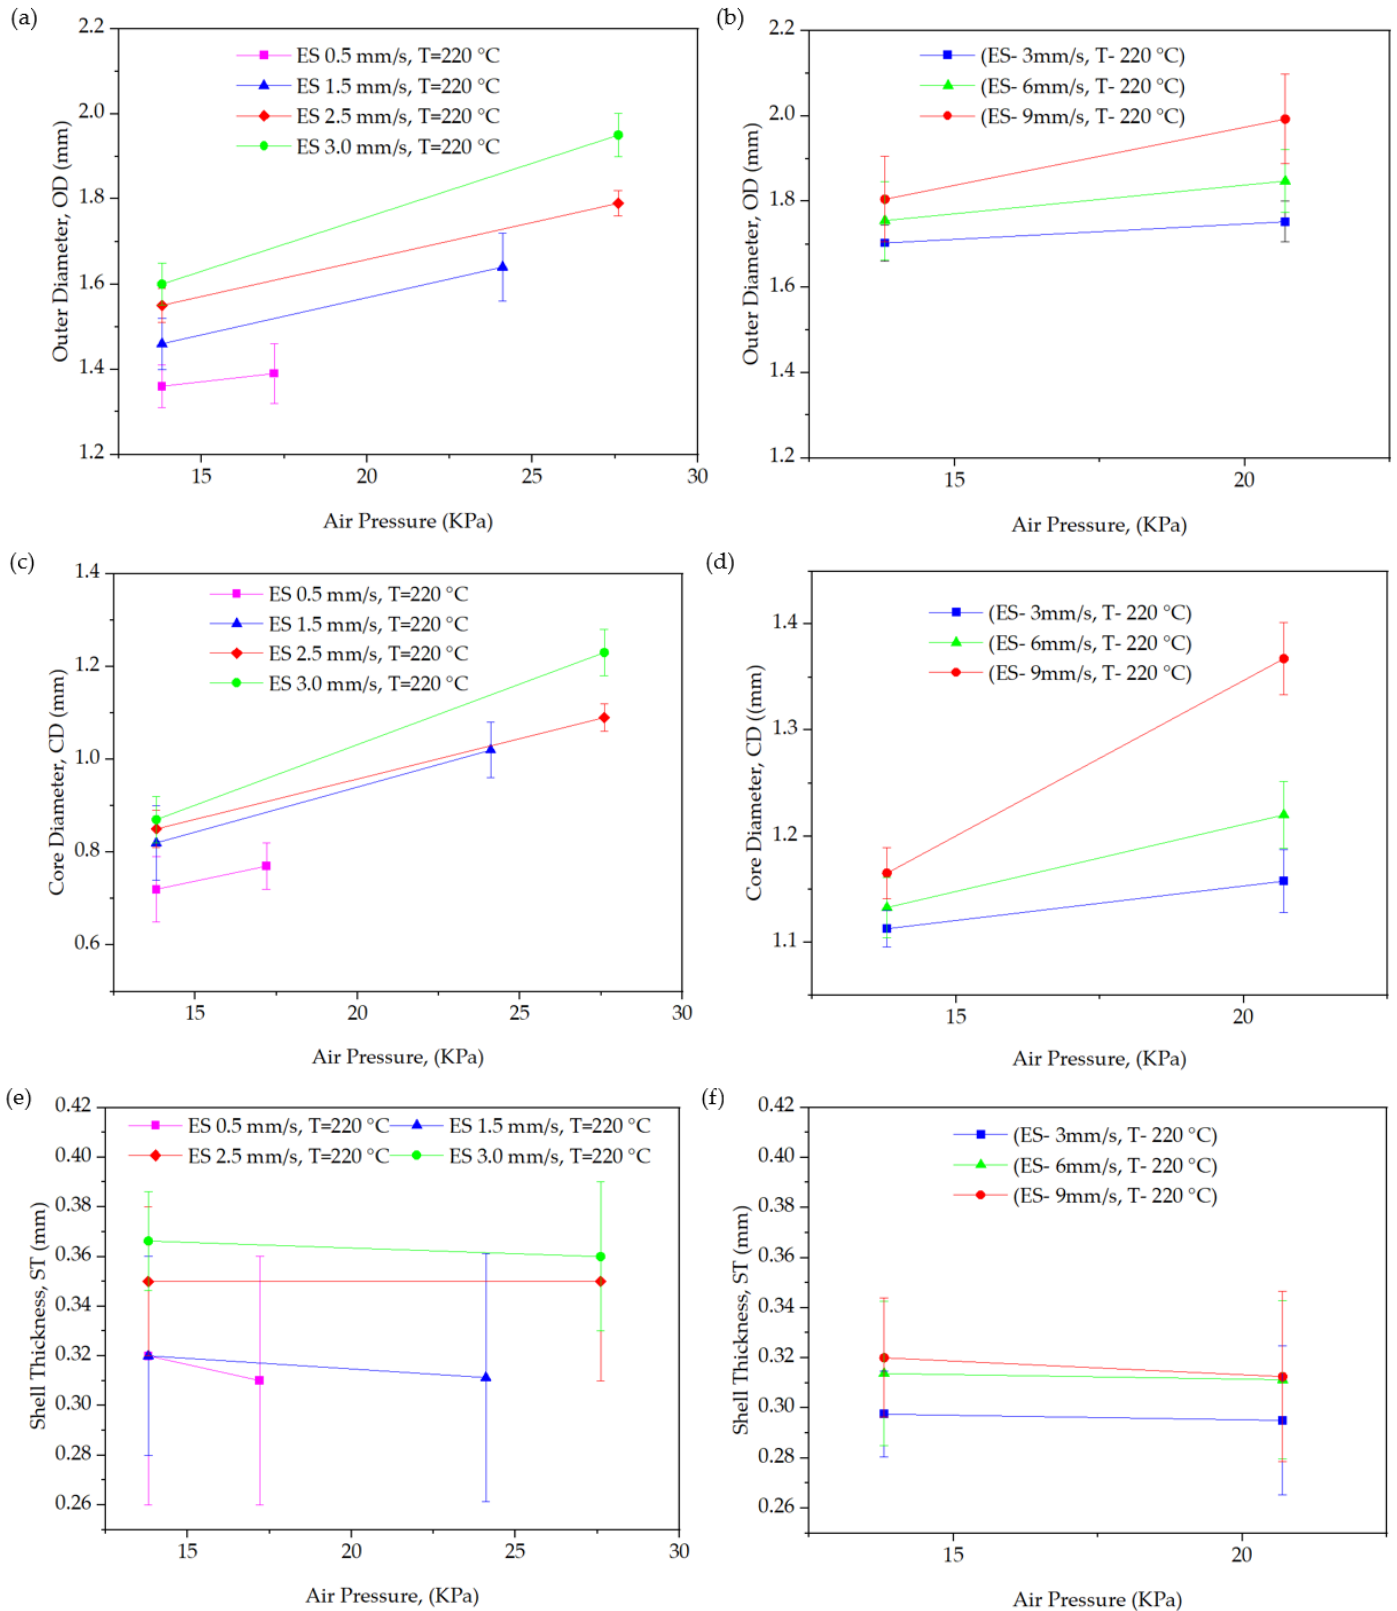 (a)
2.2
2.0
1.8
1.6
1.4
1.2
Outer Diameter, OD (mm)
ES 0.5 mm/s, T=220 °C
ES 1.5 mm/s, T=220 °C
ES 2.5 mm/s, T=220 °C
ES 3.0 mm/s, T=220 °C
15 20 25 30
Air Pressure (KPa)
(b)
2.2
2.0
1.8
1.6
1.4
1.2
Outer Diameter, OD (mm)
(ES- 3mm/s, T- 220 °C)
(ES- 6mm/s, T- 220 °C)
(ES- 9mm/s, T- 220 °C)
15 20
Air Pressure, (KPa)
(c)
1.4
1.2
1.0
0.8
0.6
Core Diameter, CD (mm)
ES 0.5 mm/s, T=220 °C
ES 1.5 mm/s, T=220 °C
ES 2.5 mm/s, T=220 °C
ES 3.0 mm/s, T=220 °C
15 20 25 30
Air Pressure, (KPa)
(d)
1.4
1.3
1.2
1.1
Core Diameter, CD ((mm)
(ES- 3mm/s, T- 220 °C)
(ES- 6mm/s, T- 220 °C)
(ES- 9mm/s, T- 220 °C)
15 20
Air Pressure, (KPa)
(e)
0.42
0.40
0.38
0.36
0.34
0.32
0.30
0.28
0.26
Shell Thickness, ST (mm)
ES 0.5 mm/s, T=220 °C ES 1.5 mm/s, T=220 °C
ES 2.5 mm/s, T=220 °C ES 3.0 mm/s, T=220 °C
15 20 25 30
Air Pressure, (KPa)
(f)
0.42
0.40
0.38
0.36
0.34
0.32
0.30
0.28
0.26
Shell Thickness, ST (mm)
(ES- 3mm/s, T- 220 °C)
(ES- 6mm/s, T- 220 °C)
(ES- 9mm/s, T- 220 °C)
15 20
Air Pressure (KPa)